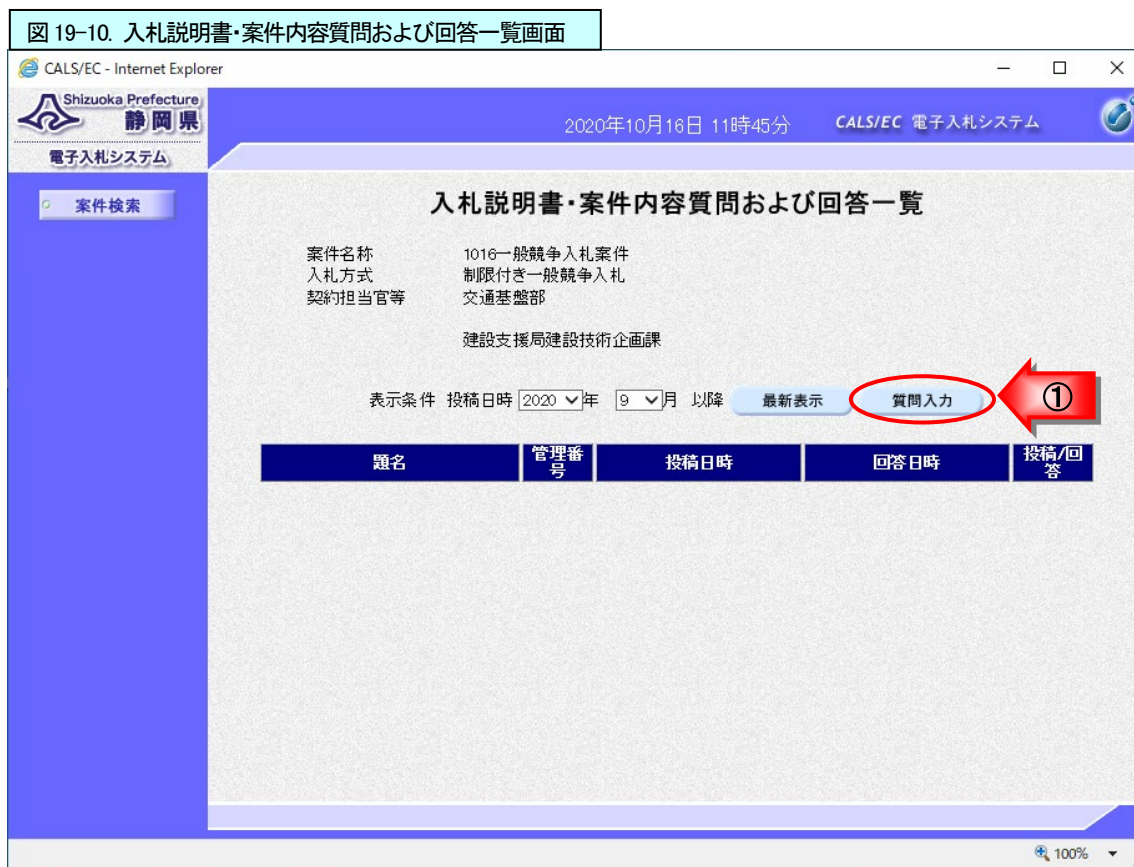 図 19-10. 入札説明書・案件内容質問および回答一覧画面
CALS/EC - Internet Explorer
Shizuoka Prefecture
静岡県
電子入札システム
2020年10月16日 11時45分 CALS/EC 電子入札システム
案件検索
入札説明書・案件内容質問および回答一覧
案件名称 1016一般競争入札案件
入札方式 制限付き一般競争入札
契約担当官等 交通基盤部
建設支援局建設技術企画課
表示条件 投稿日時 2020 年 9 月 以降 最新表示 質問入力 ①
題名 管理番号 投稿日時 回答日時 投稿/回答
100%